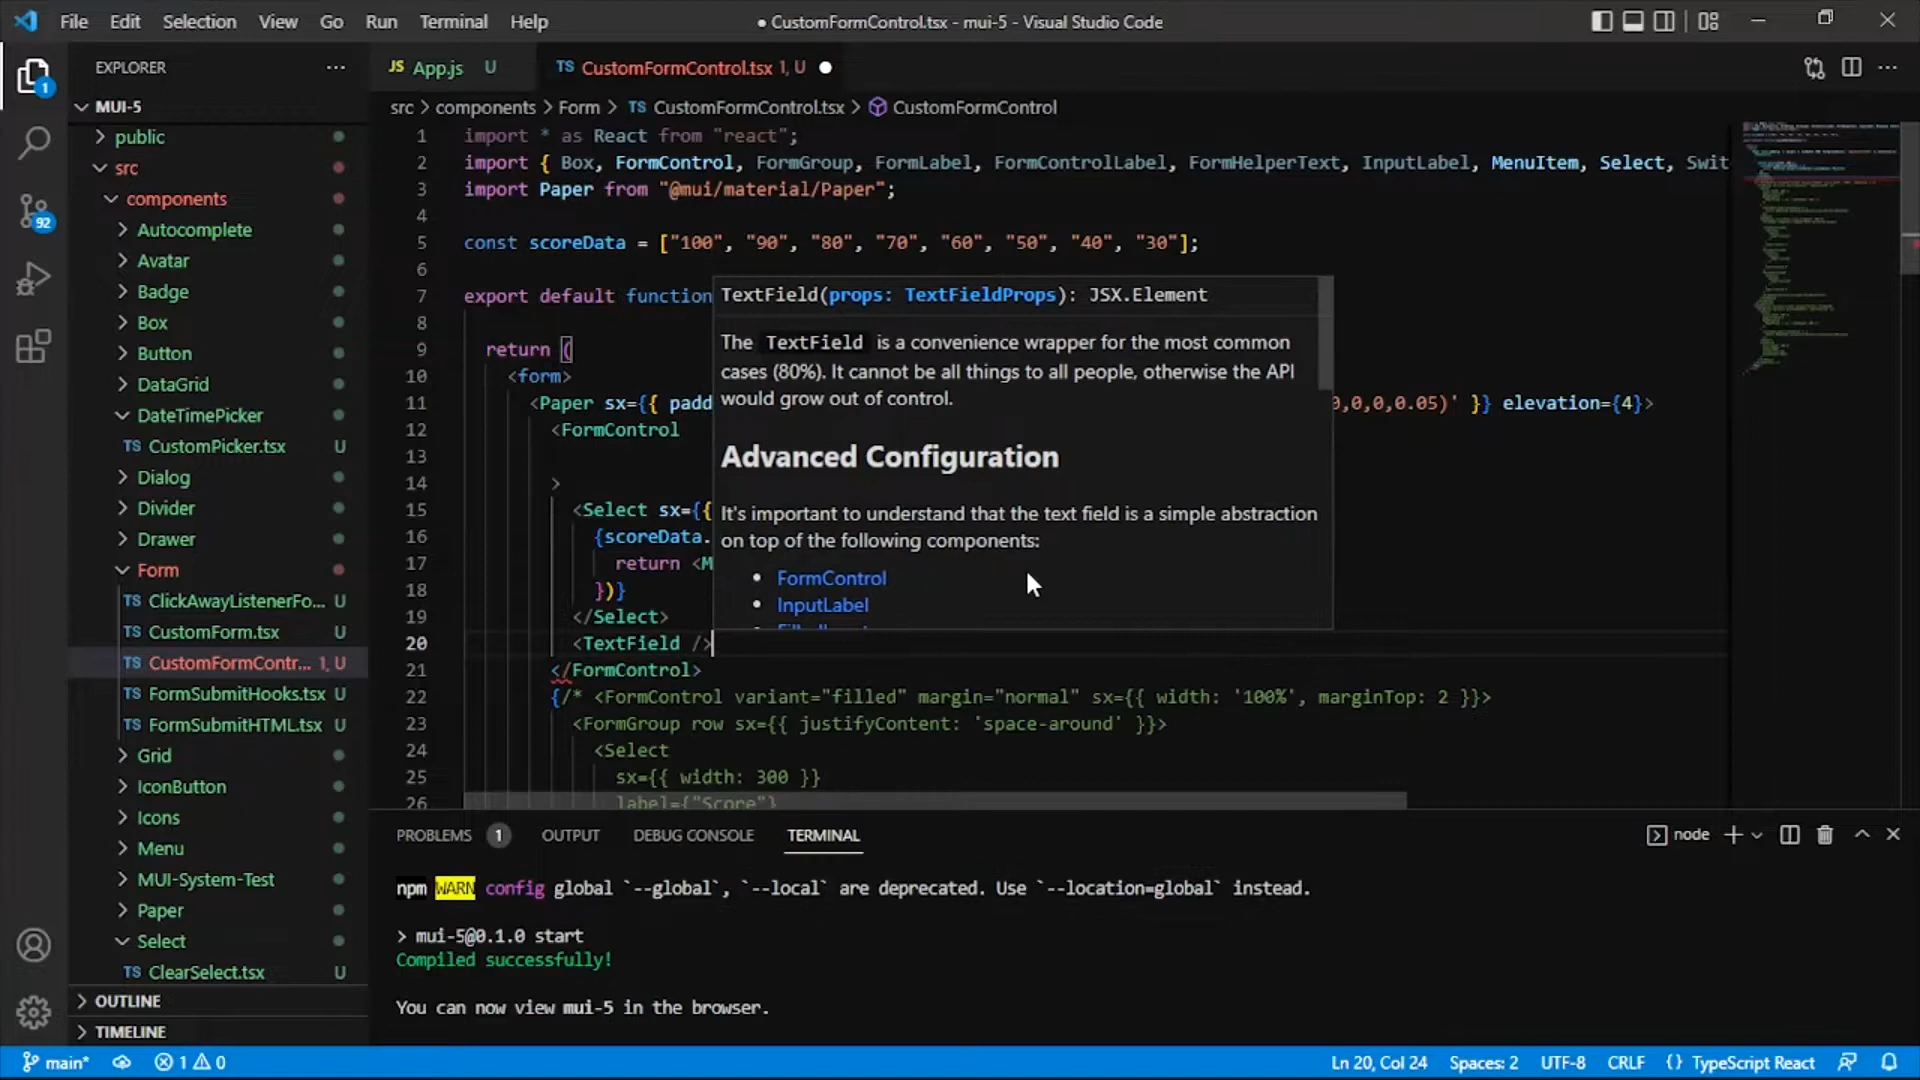 File Edit Selection View Go Run Terminal Help
● CustomFormControl.tsx - mui-5 - Visual Studio Code
EXPLORER
MUI-5
public
src
components
Autocomplete
Avatar
Badge
Box
Button
DataGrid
DateTimePicker
TS CustomPicker.tsx U
Dialog
Divider
Drawer
Form
TS ClickAwayListenerFo... U
TS CustomForm.tsx U
TS CustomFormContr... 1, U
TS FormSubmitHooks.tsx U
TS FormSubmitHTML.tsx U
Grid
IconButton
Icons
Menu
MUI-System-Test
Paper
Select
TS ClearSelect.tsx U
OUTLINE
TIMELINE
1
92
JS App.js U
TS CustomFormControl.tsx 1, U ●
src > components > Form > TS CustomFormControl.tsx > CustomFormControl
1 import * as React from "react";
2 import { Box, FormControl, FormGroup, FormLabel, FormControlLabel, FormHelperText, InputLabel, MenuItem, Select, Swit
3 import Paper from "@mui/material/Paper";
4
5 const scoreData = ["100", "90", "80", "70", "60", "50", "40", "30"];
6
7 export default function
8
9 return (
10 <form>
11 <Paper sx={{ padd 0,0,0,0.05)' }} elevation={4}>
12 <FormControl
13
14 >
15 <Select sx={{
16 {scoreData.
17 return <M
18 })}
19 </Select>
20 <TextField />
21 </FormControl>
22 {/* <FormControl variant="filled" margin="normal" sx={{ width: '100%', marginTop: 2 }}>
23 <FormGroup row sx={{ justifyContent: 'space-around' }}>
24 <Select
25 sx={{ width: 300 }}
26 label={"Score"}
TextField(props: TextFieldProps): JSX.Element
The TextField is a convenience wrapper for the most common
cases (80%). It cannot be all things to all people, otherwise the API
would grow out of control.
Advanced Configuration
It's important to understand that the text field is a simple abstraction
on top of the following components:
• FormControl
• InputLabel
PROBLEMS 1 OUTPUT DEBUG CONSOLE TERMINAL
node
npm WARN config global `--global`, `--local` are deprecated. Use `--location=global` instead.
> mui-5@0.1.0 start
Compiled successfully!
You can now view mui-5 in the browser.
main* 1 0
Ln 20, Col 24 Spaces: 2 UTF-8 CRLF {} TypeScript React